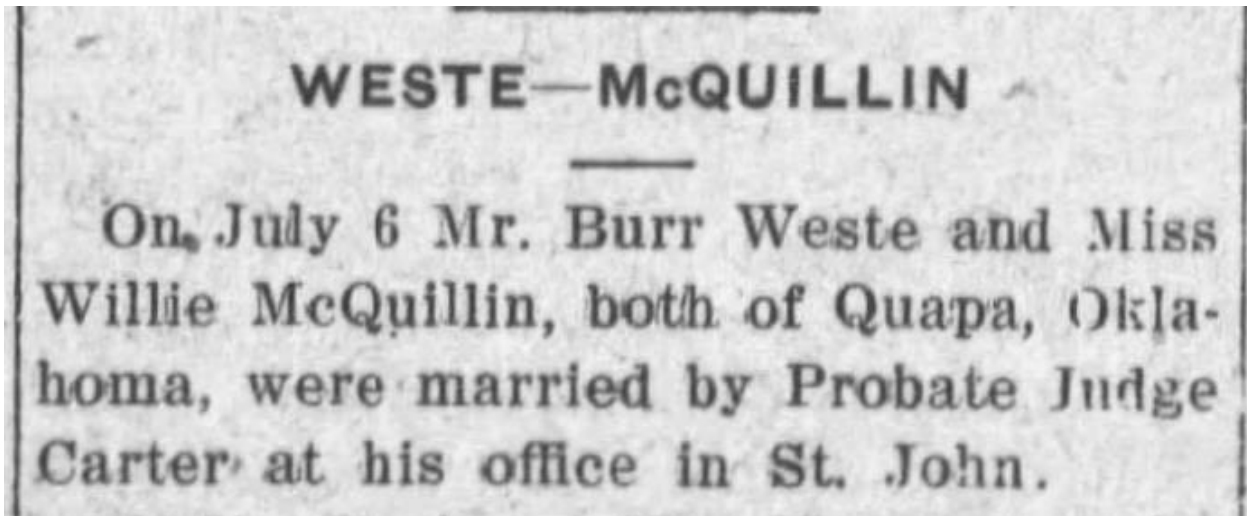 WESTE—McQUILLIN
On July 6 Mr. Burr Weste and Miss
Willie McQuillin, both of Quapa, Okla-
homa, were married by Probate Judge
Carter at his office in St. John.